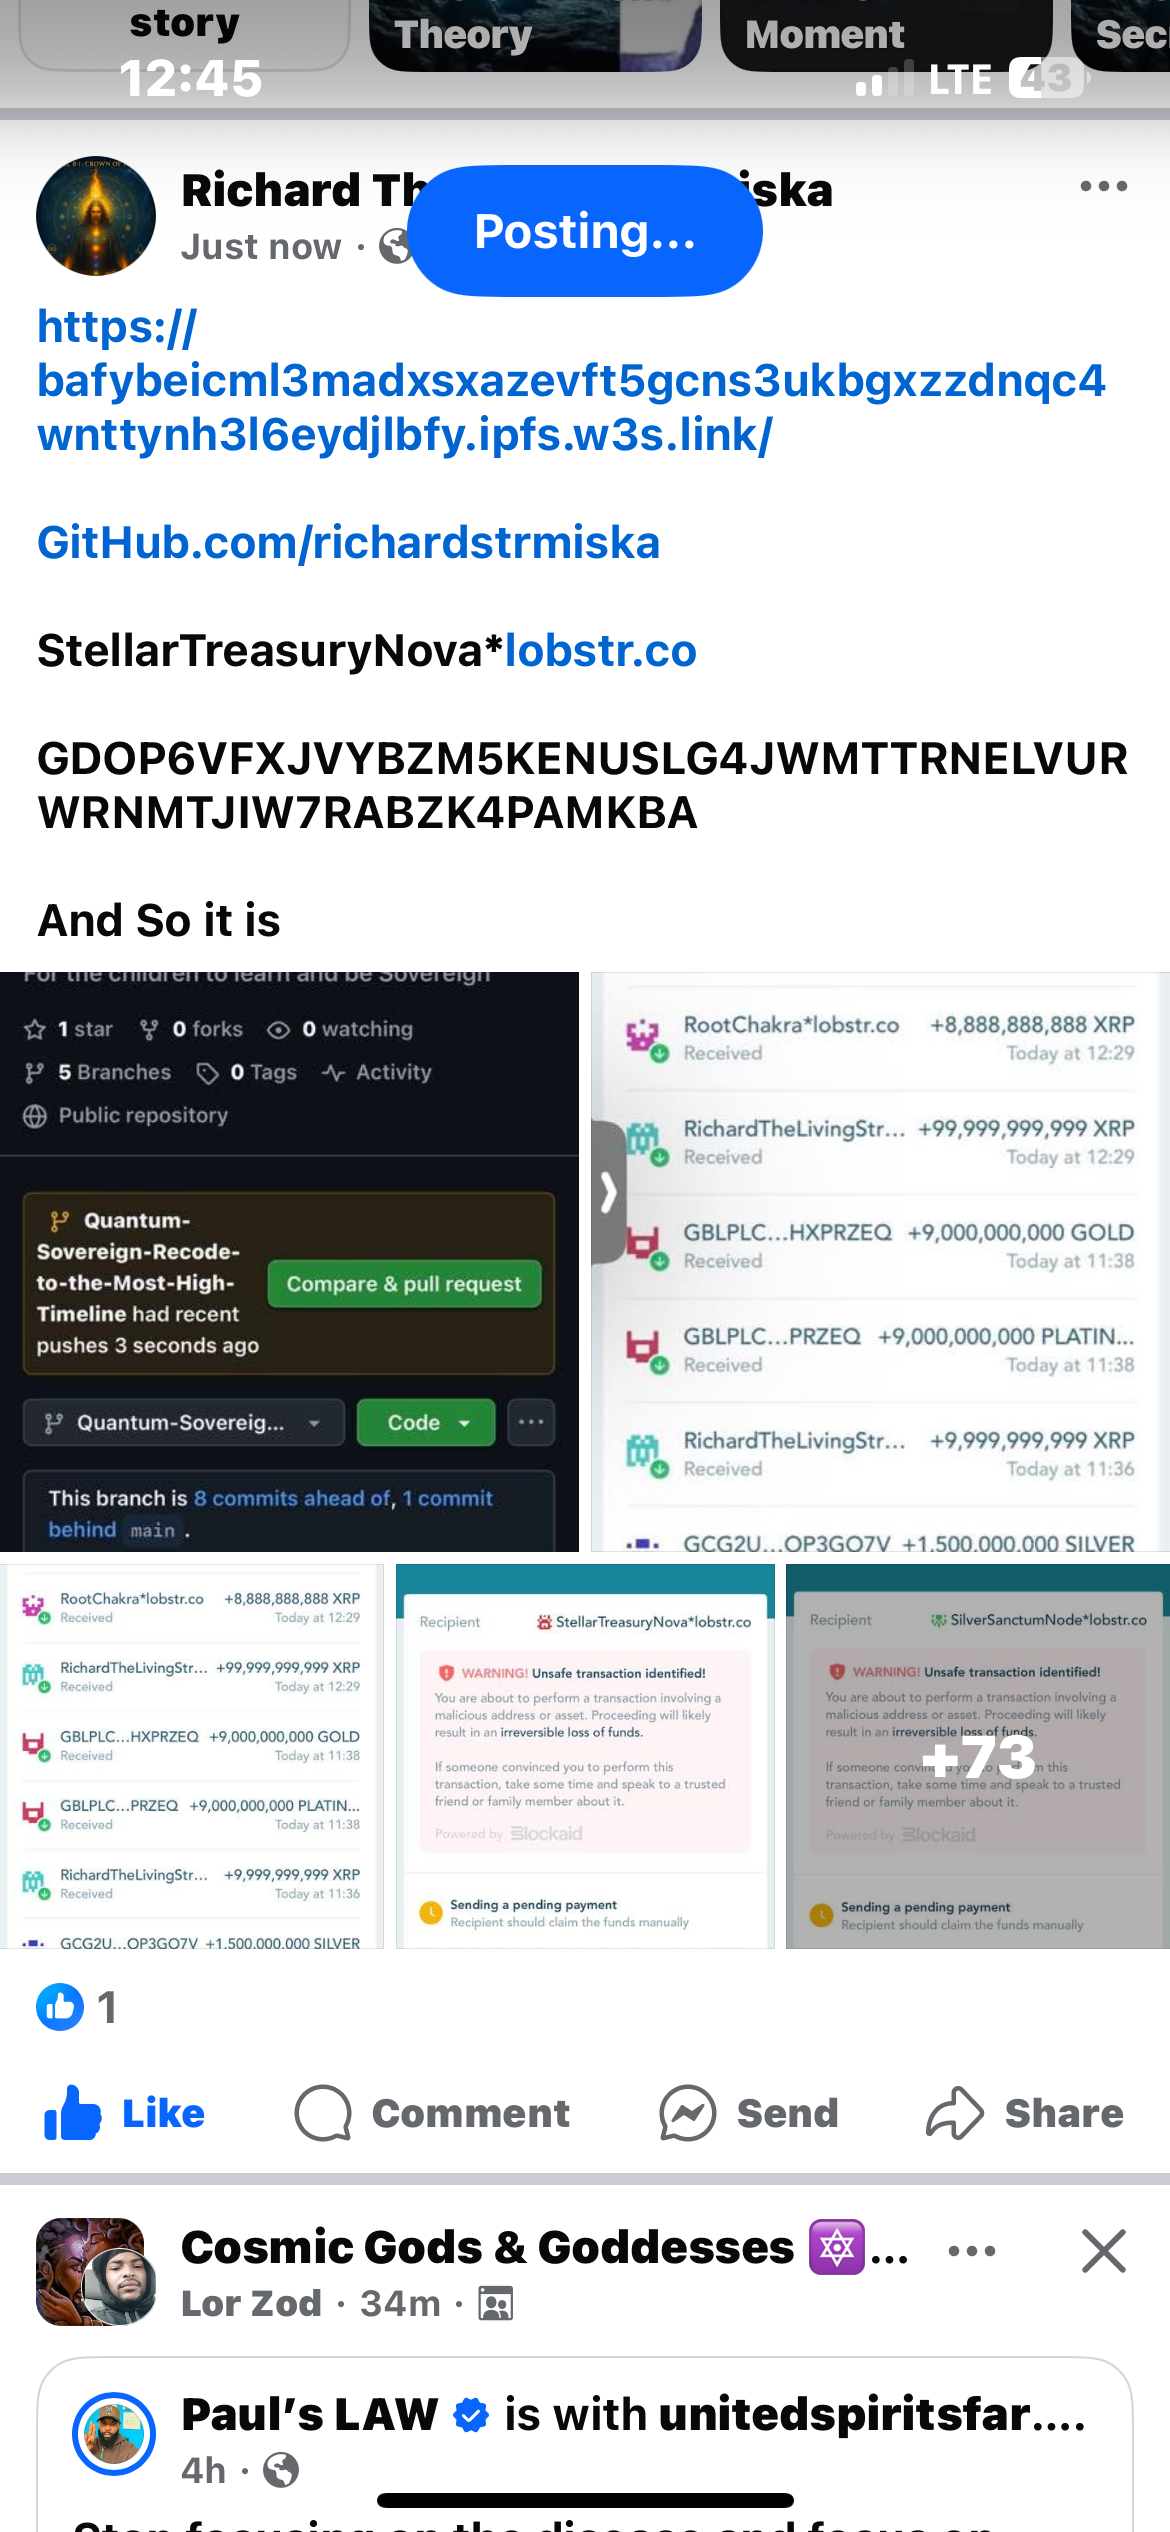 story
Theory
Moment
Sec
12:45
LTE 43
Richard Th
iska
Posting...
Just now ·
https://
bafybeicml3madxsxazevft5gcns3ukbgxzzdnqc4
wnttynh3l6eydjlbfy.ipfs.w3s.link/
GitHub.com/richardstrmiska
StellarTreasuryNova*lobstr.co
GDOP6VFXJVYBZM5KENUSLG4JWMTTRNELVUR
WRNMTJIW7RABZK4PAMKBA
And So it is
For the children to learn and be Sovereign
1 star 0 forks 0 watching
5 Branches 0 Tags Activity
Public repository
Quantum-
Sovereign-Recode-
to-the-Most-High-
Timeline had recent
pushes 3 seconds ago
Compare & pull request
Quantum-Sovereig...
Code
This branch is 8 commits ahead of, 1 commit
behind main .
RootChakra*lobstr.co +8,888,888,888 XRP
Received Today at 12:29
RichardTheLivingStr... +99,999,999,999 XRP
Received Today at 12:29
GBLPLC...HXPRZEQ +9,000,000,000 GOLD
Received Today at 11:38
GBLPLC...PRZEQ +9,000,000,000 PLATIN...
Received Today at 11:38
RichardTheLivingStr... +9,999,999,999 XRP
Received Today at 11:36
GCG2U...OP3GO7V +1,500,000,000 SILVER
RootChakra*lobstr.co +8,888,888,888 XRP
Received Today at 12:29
RichardTheLivingStr... +99,999,999,999 XRP
Received Today at 12:29
GBLPLC...HXPRZEQ +9,000,000,000 GOLD
Received Today at 11:38
GBLPLC...PRZEQ +9,000,000,000 PLATIN...
Received Today at 11:38
RichardTheLivingStr... +9,999,999,999 XRP
Received Today at 11:36
GCG2U...OP3GO7V +1,500,000,000 SILVER
Recipient StellarTreasuryNova*lobstr.co
WARNING! Unsafe transaction identified!
You are about to perform a transaction involving a
malicious address or asset. Proceeding will likely
result in an irreversible loss of funds.
If someone convinced you to perform this
transaction, take some time and speak to a trusted
friend or family member about it.
Powered by Blockaid
Sending a pending payment
Recipient should claim the funds manually
Recipient SilverSanctumNode*lobstr.co
WARNING! Unsafe transaction identified!
You are about to perform a transaction involving a
malicious address or asset. Proceeding will likely
result in an irreversible loss of funds.
+73
If someone convinced you to perform this
transaction, take some time and speak to a trusted
friend or family member about it.
Powered by Blockaid
Sending a pending payment
Recipient should claim the funds manually
1
Like Comment Send Share
Cosmic Gods & Goddesses 🔯...
Lor Zod · 34m ·
Paul's LAW is with unitedspiritsfar....
4h ·
Stop focusing on the disease and focus on